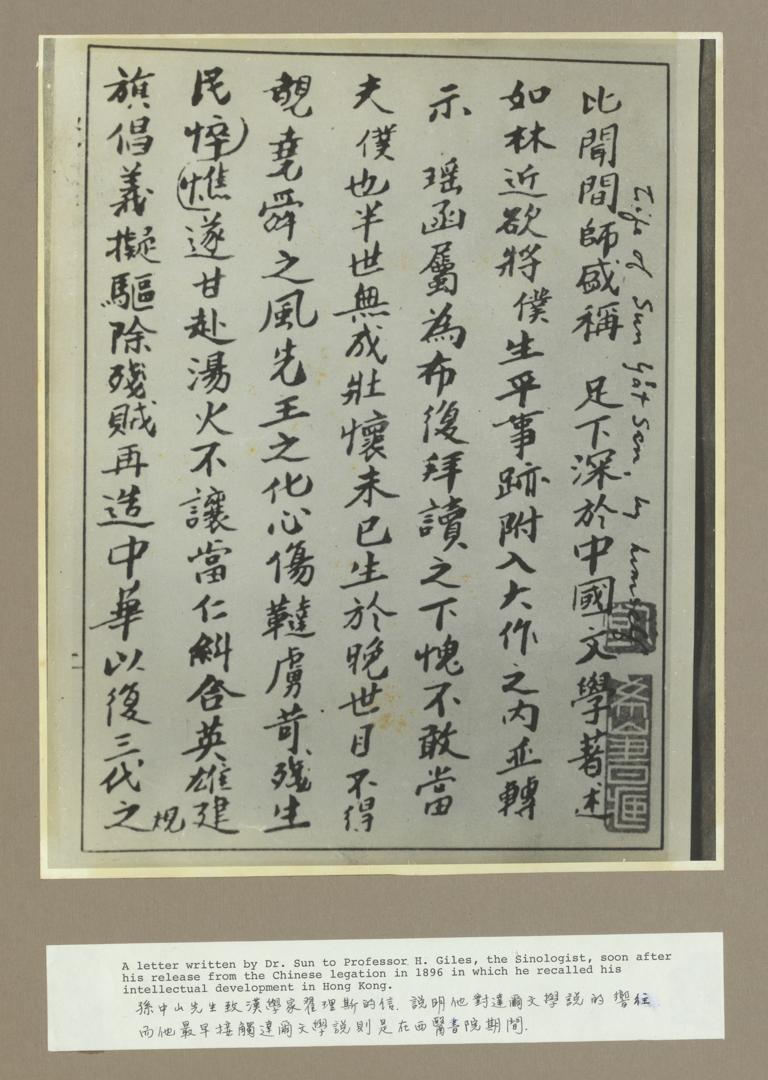 Life of Sun Yat Sen. by himself
比聞間師盛稱 足下深於中國文學著述
如林近欲將僕生平事跡附入大作之內並轉
示 瑶函屬為布復拜讀之下愧不敢當
夫僕也半世無成壯懷未已生於晚世目不得
覩堯舜之風先王之化心傷韃虜苛殘生
民悴憔遂甘赴湯火不讓當仁糾合英雄建
旗倡義擬驅除殘賊再造中華以復三代之規
A letter written by Dr. Sun to Professor H. Giles, the Sinologist, soon after
his release from the Chinese legation in 1896 in which he recalled his
intellectual development in Hong Kong.
孫中山先生致漢學家翟理斯的信. 說明他對達爾文學說的嚮往
而他最早接觸達爾文學說則是在西醫書院期間.